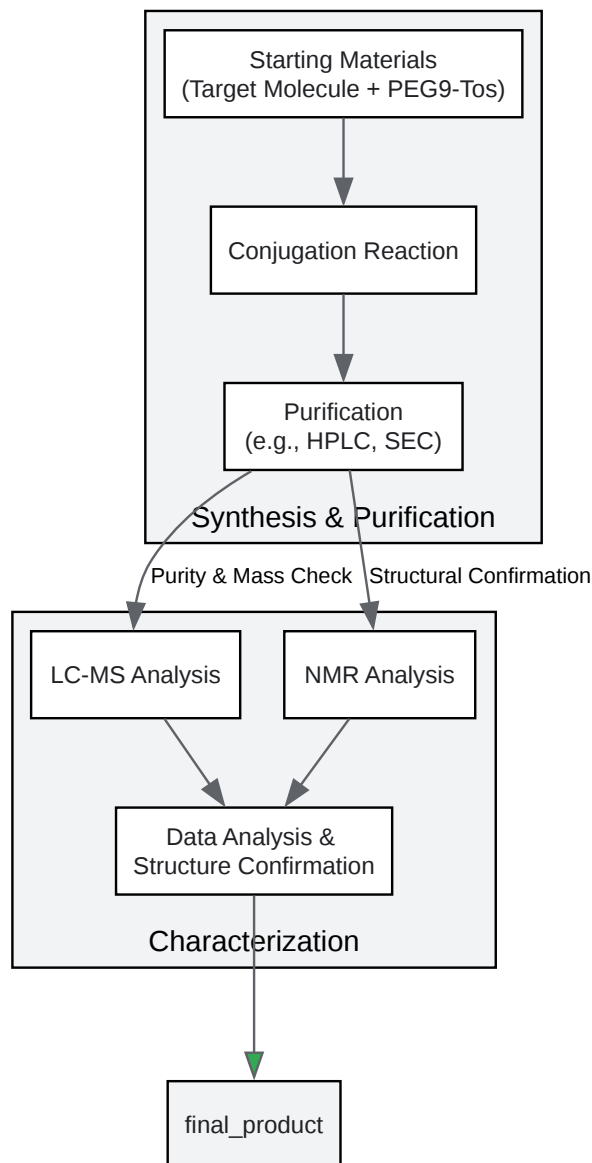 Starting Materials
(Target Molecule + PEG9-Tos)
Conjugation Reaction
Purification
(e.g., HPLC, SEC)
Synthesis & Purification
Purity & Mass Check
Structural Confirmation
LC-MS Analysis
NMR Analysis
Data Analysis &
Structure Confirmation
Characterization
final_product